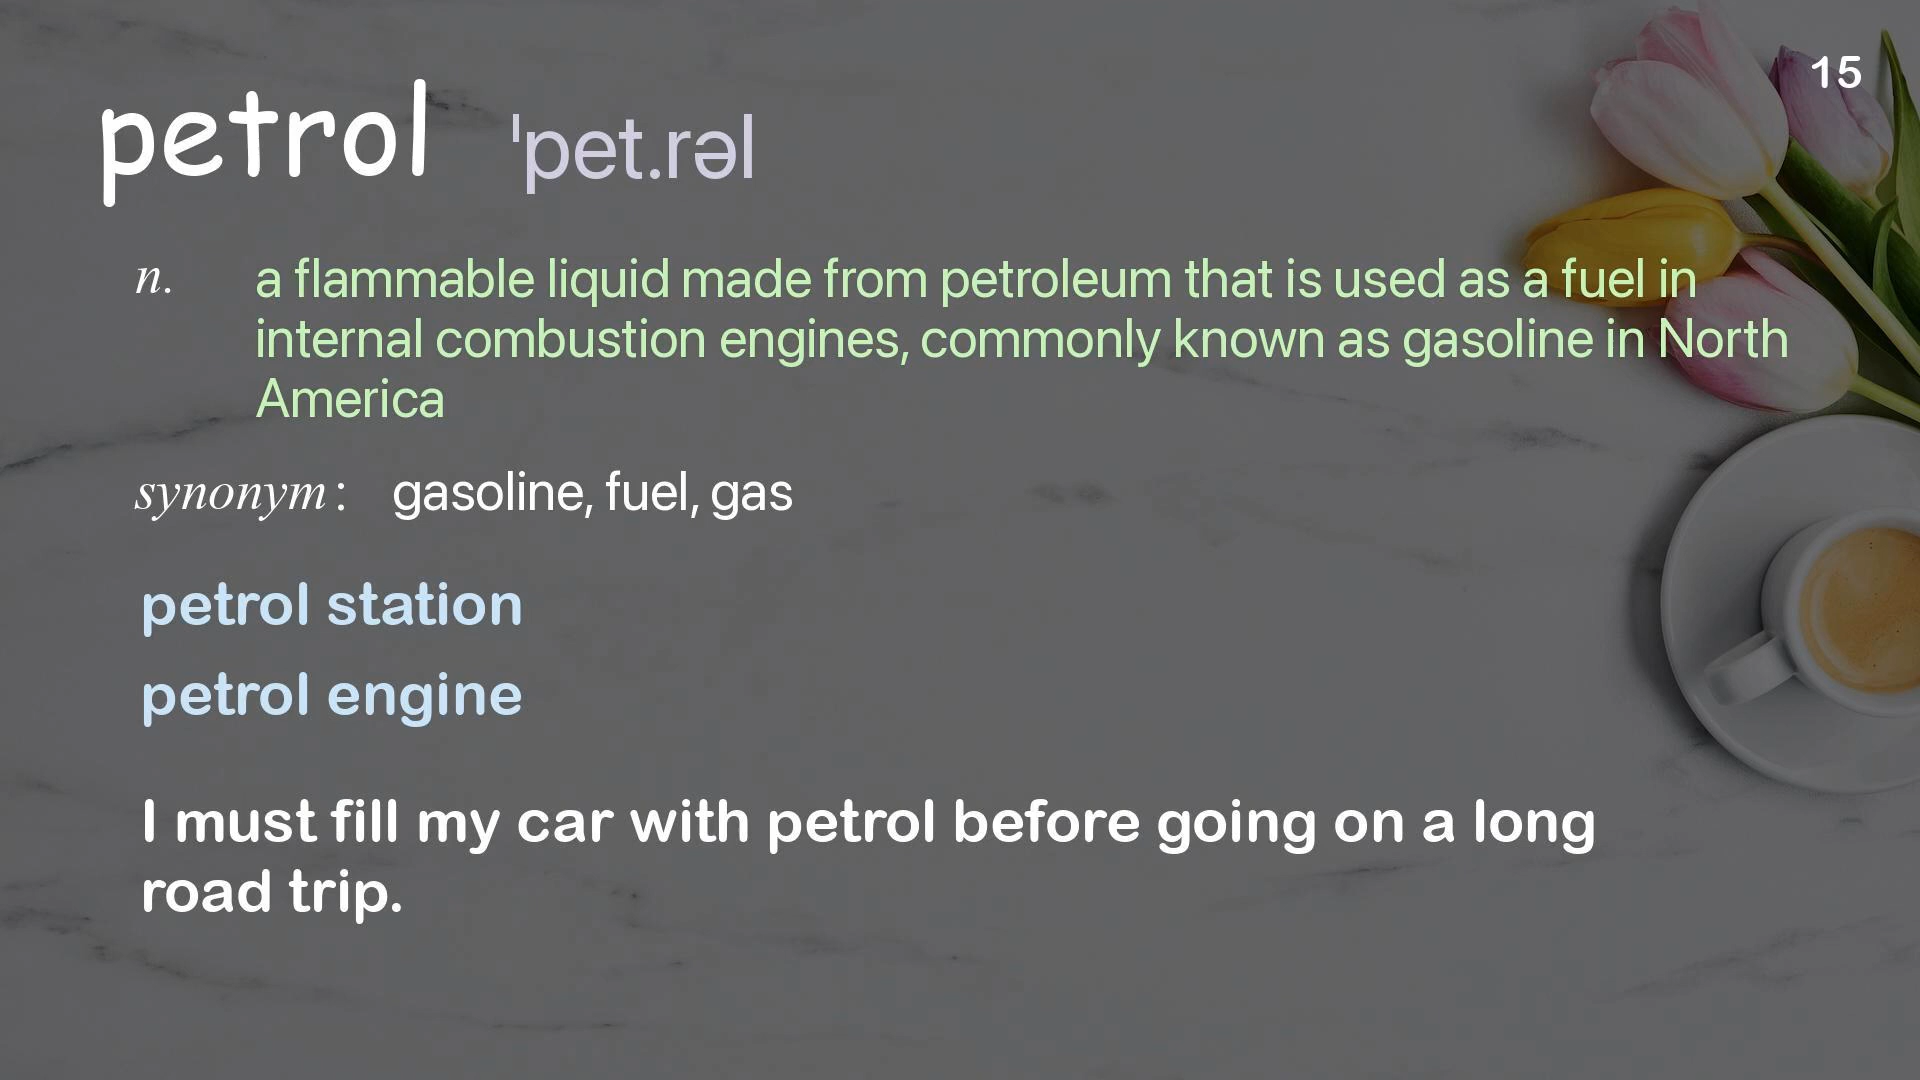 15
petrol ˈpet.rəl
n. a flammable liquid made from petroleum that is used as a fuel in
internal combustion engines, commonly known as gasoline in North
America
synonym: gasoline, fuel, gas
petrol station
petrol engine
I must fill my car with petrol before going on a long
road trip.